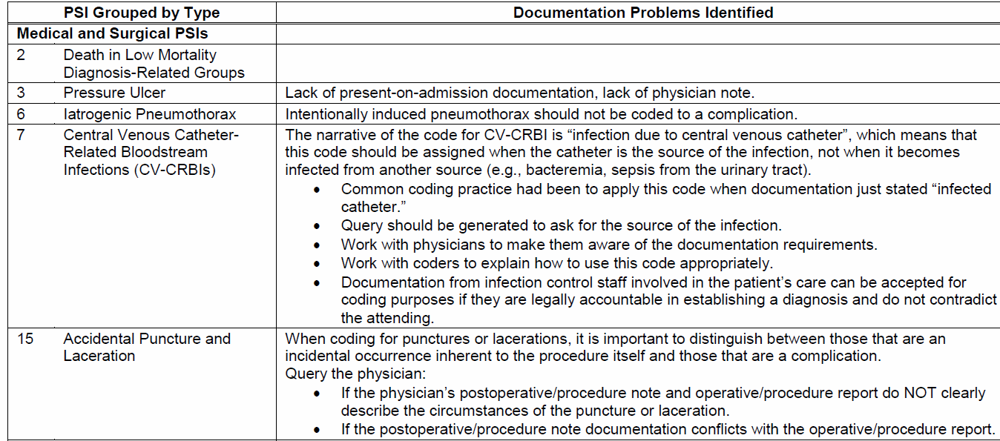 PSI Grouped by Type
Documentation Problems Identified
Medical and Surgical PSIs
2 Death in Low Mortality
Diagnosis-Related Groups
3 Pressure Ulcer
Lack of present-on-admission documentation, lack of physician note.
6 Iatrogenic Pneumothorax
Intentionally induced pneumothorax should not be coded to a complication.
7 Central Venous Catheter-
Related Bloodstream
Infections (CV-CRBIs)
The narrative of the code for CV-CRBI is “infection due to central venous catheter”, which means that
this code should be assigned when the catheter is the source of the infection, not when it becomes
infected from another source (e.g., bacteremia, sepsis from the urinary tract).
• Common coding practice had been to apply this code when documentation just stated “infected
catheter.”
• Query should be generated to ask for the source of the infection.
• Work with physicians to make them aware of the documentation requirements.
• Work with coders to explain how to use this code appropriately.
• Documentation from infection control staff involved in the patient’s care can be accepted for
coding purposes if they are legally accountable in establishing a diagnosis and do not contradict
the attending.
15 Accidental Puncture and
Laceration
When coding for punctures or lacerations, it is important to distinguish between those that are an
incidental occurrence inherent to the procedure itself and those that are a complication.
Query the physician:
• If the physician’s postoperative/procedure note and operative/procedure report do NOT clearly
describe the circumstances of the puncture or laceration.
• If the postoperative/procedure note documentation conflicts with the operative/procedure report.